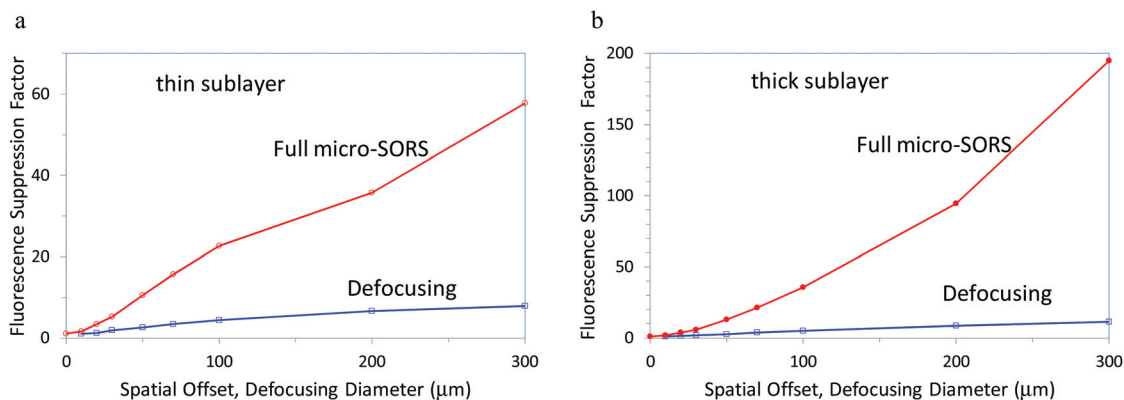 a
Fluorescence Suppression Factor
60
40
20
0
thin sublayer
Full micro-SORS
Defocusing
0 100 200 300
Spatial Offset, Defocusing Diameter (μm)
b
Fluorescence Suppression Factor
200
150
100
50
0
thick sublayer
Full micro-SORS
Defocusing
0 100 200 300
Spatial Offset, Defocusing Diameter (μm)